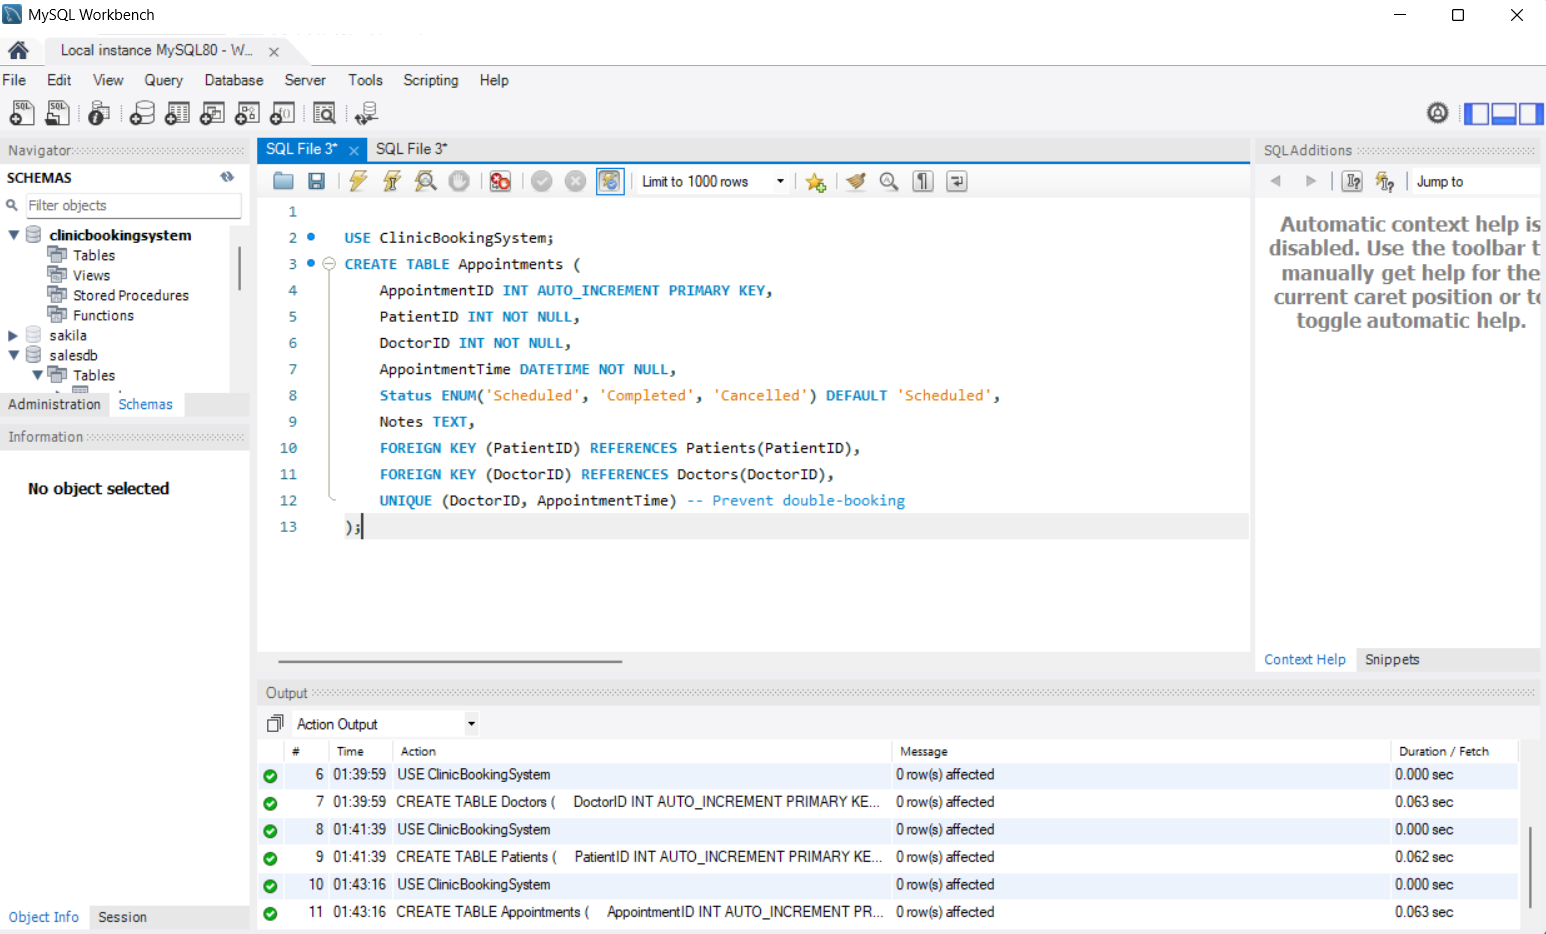 MySQL Workbench
Local instance MySQL80 - W...
File Edit View Query Database Server Tools Scripting Help
Navigator
SCHEMAS
Filter objects
clinicbookingsystem
Tables
Views
Stored Procedures
Functions
sakila
salesdb
Tables
Administration Schemas
Information
No object selected
Object Info Session
SQL File 3* SQL File 3*
Limit to 1000 rows
1
2 USE ClinicBookingSystem;
3 CREATE TABLE Appointments (
4 AppointmentID INT AUTO_INCREMENT PRIMARY KEY,
5 PatientID INT NOT NULL,
6 DoctorID INT NOT NULL,
7 AppointmentTime DATETIME NOT NULL,
8 Status ENUM('Scheduled', 'Completed', 'Cancelled') DEFAULT 'Scheduled',
9 Notes TEXT,
10 FOREIGN KEY (PatientID) REFERENCES Patients(PatientID),
11 FOREIGN KEY (DoctorID) REFERENCES Doctors(DoctorID),
12 UNIQUE (DoctorID, AppointmentTime) -- Prevent double-booking
13 );
SQLAdditions
Jump to
Automatic context help is
disabled. Use the toolbar t
manually get help for the
current caret position or to
toggle automatic help.
Context Help Snippets
Output
Action Output
# Time Action Message Duration / Fetch
6 01:39:59 USE ClinicBookingSystem 0 row(s) affected 0.000 sec
7 01:39:59 CREATE TABLE Doctors ( DoctorID INT AUTO_INCREMENT PRIMARY KE... 0 row(s) affected 0.063 sec
8 01:41:39 USE ClinicBookingSystem 0 row(s) affected 0.000 sec
9 01:41:39 CREATE TABLE Patients ( PatientID INT AUTO_INCREMENT PRIMARY KE... 0 row(s) affected 0.062 sec
10 01:43:16 USE ClinicBookingSystem 0 row(s) affected 0.000 sec
11 01:43:16 CREATE TABLE Appointments ( AppointmentID INT AUTO_INCREMENT PR... 0 row(s) affected 0.063 sec